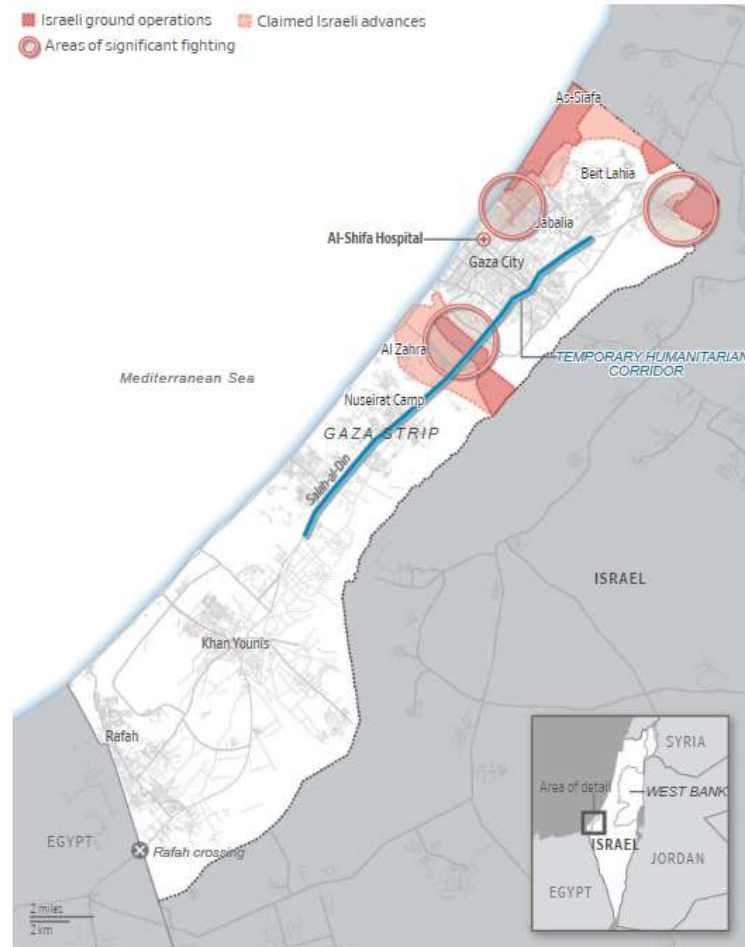 Israeli ground operations
Claimed Israeli advances
Areas of significant fighting
As-Siafa
Beit Lahia
Jabalia
Al-Shifa Hospital
Gaza City
Al Zahra
TEMPORARY HUMANITARIAN
CORRIDOR
Mediterranean Sea
Nuseirat Camp
GAZA STRIP
Salah-al-Din
ISRAEL
Khan Younis
Rafah
EGYPT
Rafah crossing
2 miles
2 km
SYRIA
Area of detail
WEST BANK
ISRAEL
JORDAN
EGYPT